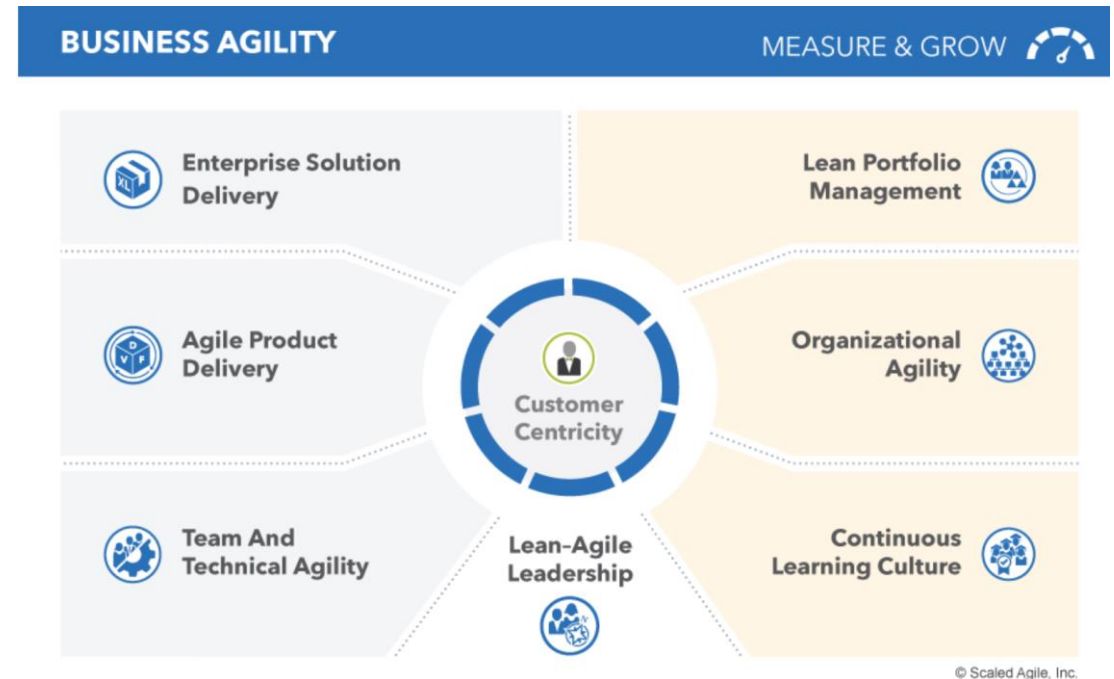 BUSINESS AGILITY
MEASURE & GROW
Enterprise Solution
Delivery
Lean Portfolio
Management
XL
Agile Product
Delivery
D
V F
Organizational
Agility
Customer
Centricity
Team And
Technical Agility
Lean-Agile
Leadership
Continuous
Learning Culture
© Scaled Agile, Inc.